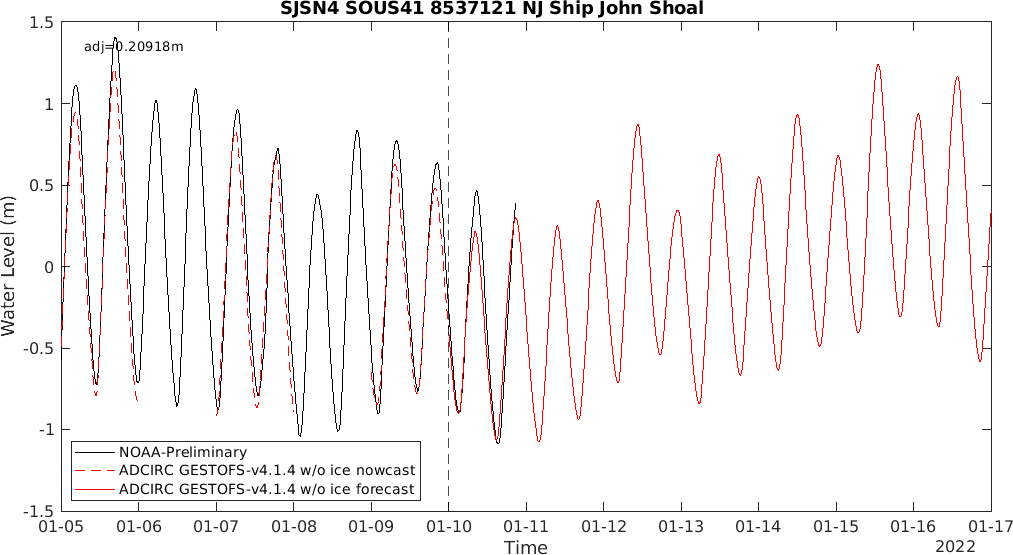 SJSN4 SOUS41 8537121 NJ Ship John Shoal
adj=0.20918m
1.5
1
0.5
0
-0.5
-1
-1.5
Water Level (m)
NOAA-Preliminary
ADCIRC GESTOFS-v4.1.4 w/o ice nowcast
ADCIRC GESTOFS-v4.1.4 w/o ice forecast
01-05 01-06 01-07 01-08 01-09 01-10 01-11 01-12 01-13 01-14 01-15 01-16 01-17
Time
2022